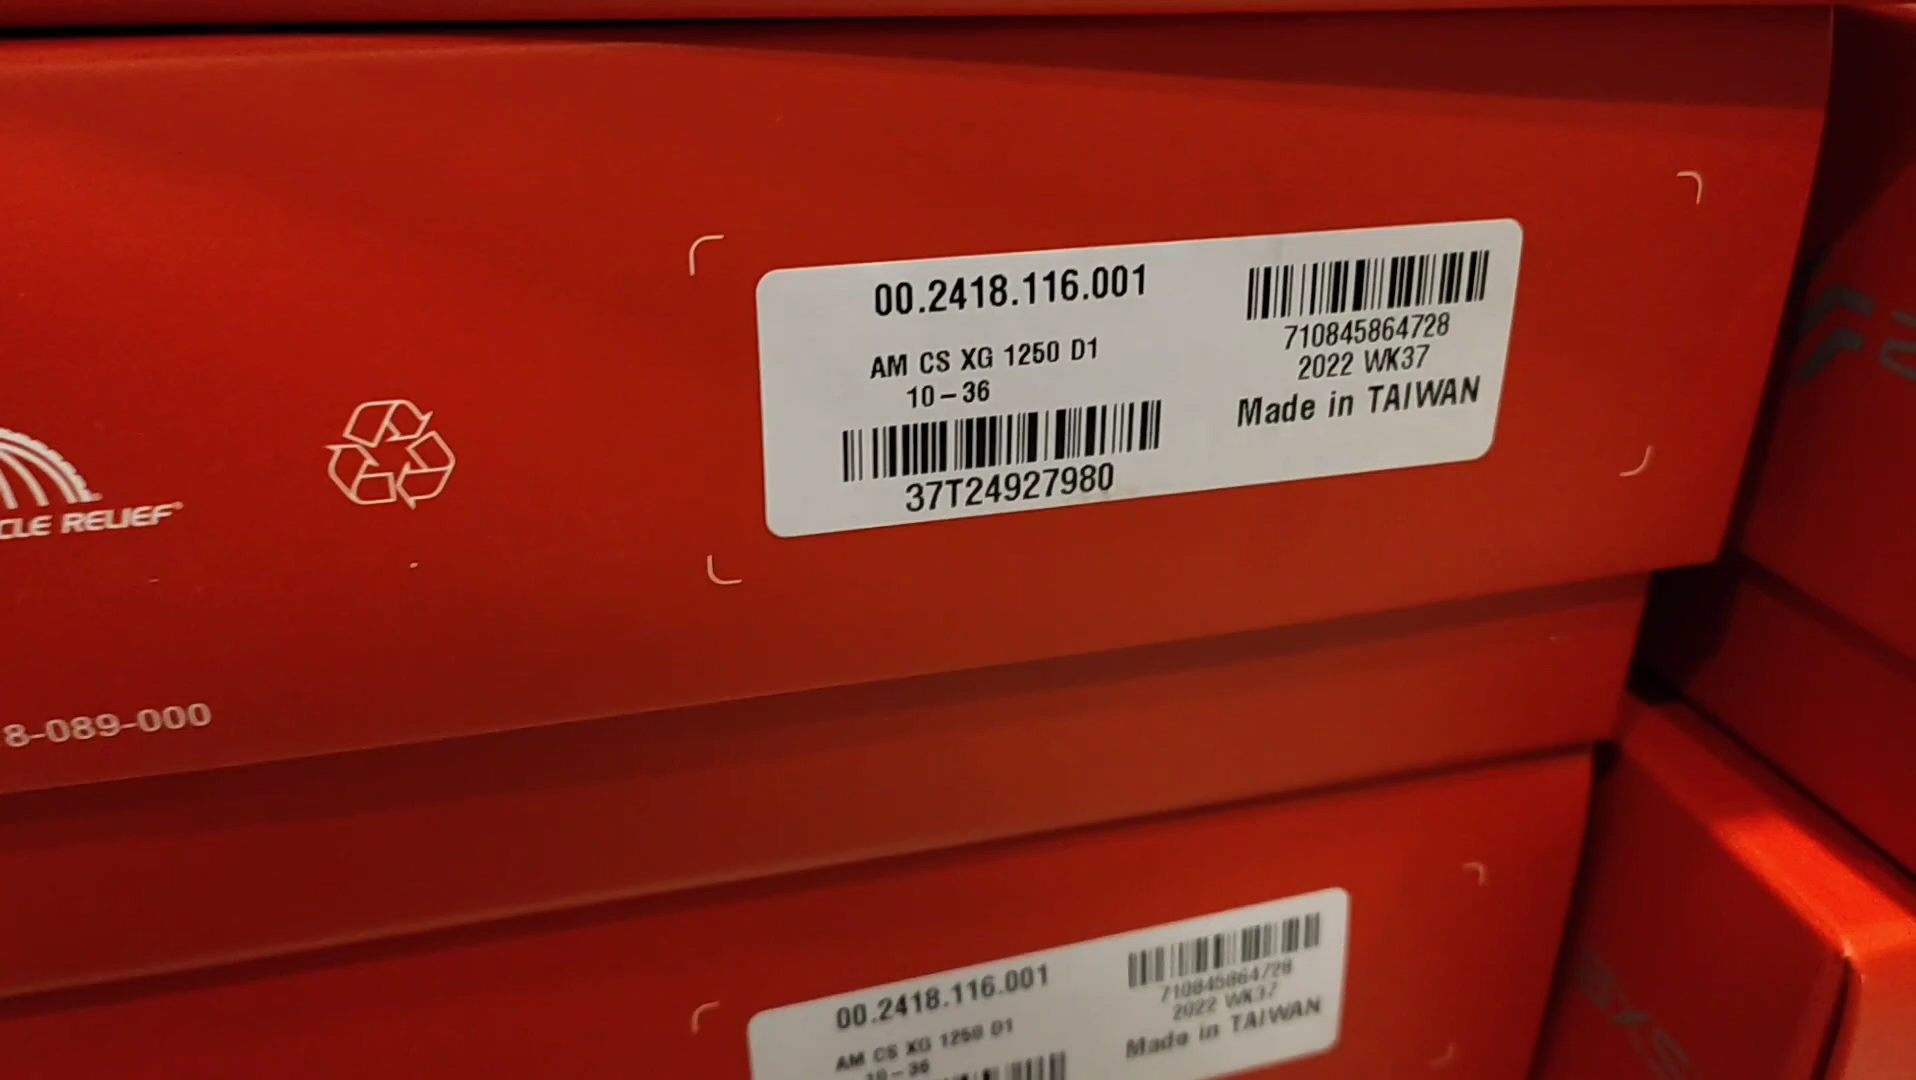 00.2418.116.001
AM CS XG 1250 D1
10-36
37T24927980
710845864728
2022 WK37
Made in TAIWAN
CLE RELIEF
8-089-000
00.2418.116.001
AM CS XG 1250 D1
10-36
710845864728
2022 WK37
Made in TAIWAN